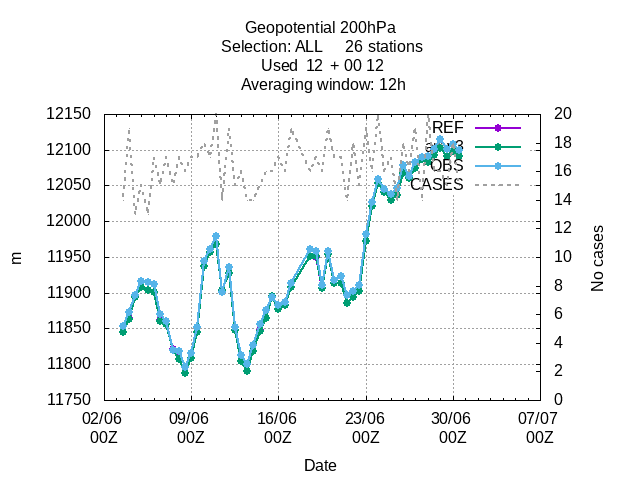 Geopotential 200hPa
Selection: ALL 26 stations
Used 12 + 00 12
Averaging window: 12h
12150
12100
12050
12000
11950
11900
11850
11800
11750
20
18
16
14
12
10
8
6
4
2
0
REF
OBS
CASES
m
No cases
02/06 09/06 16/06 23/06 30/06 07/07
00Z 00Z 00Z 00Z 00Z 00Z
Date